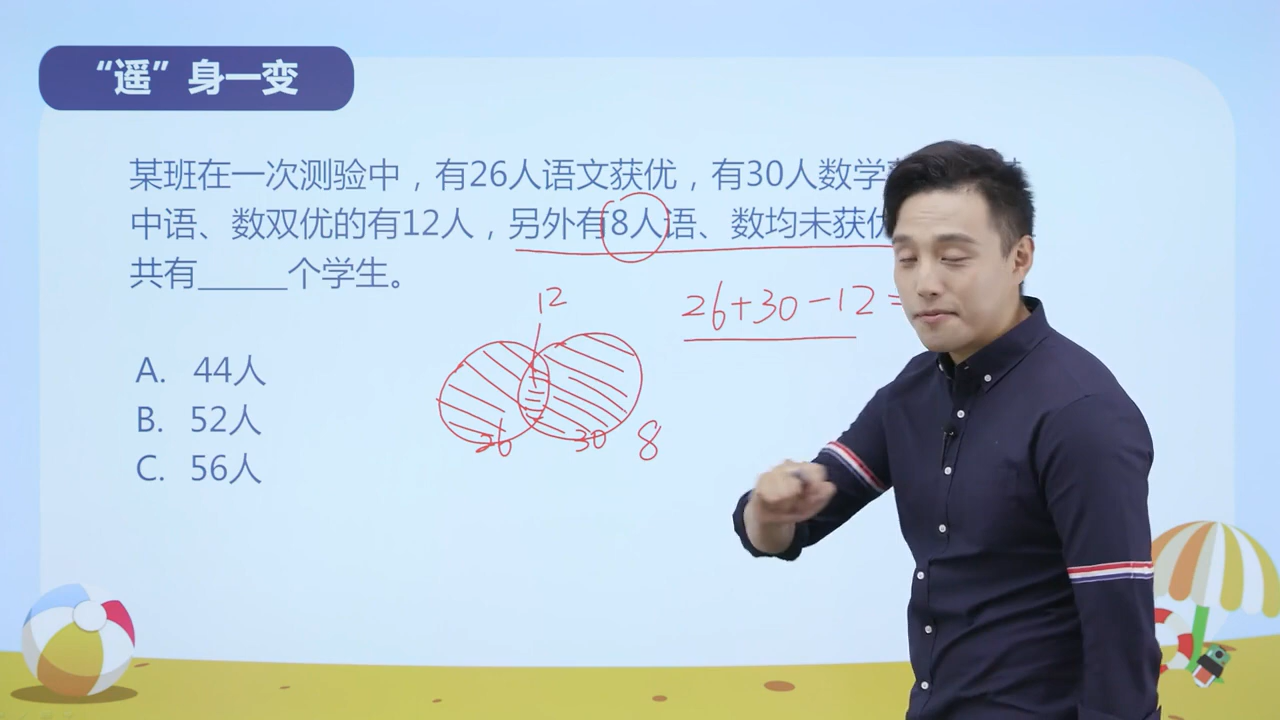 “遥”身一变
某班在一次测验中，有26人语文获优，有30人数学
中语、数双优的有12人，另外有8人语、数均未获优
共有_____个学生。
12
26+30-12=
A. 44人
B. 52人
C. 56人
26
30
8